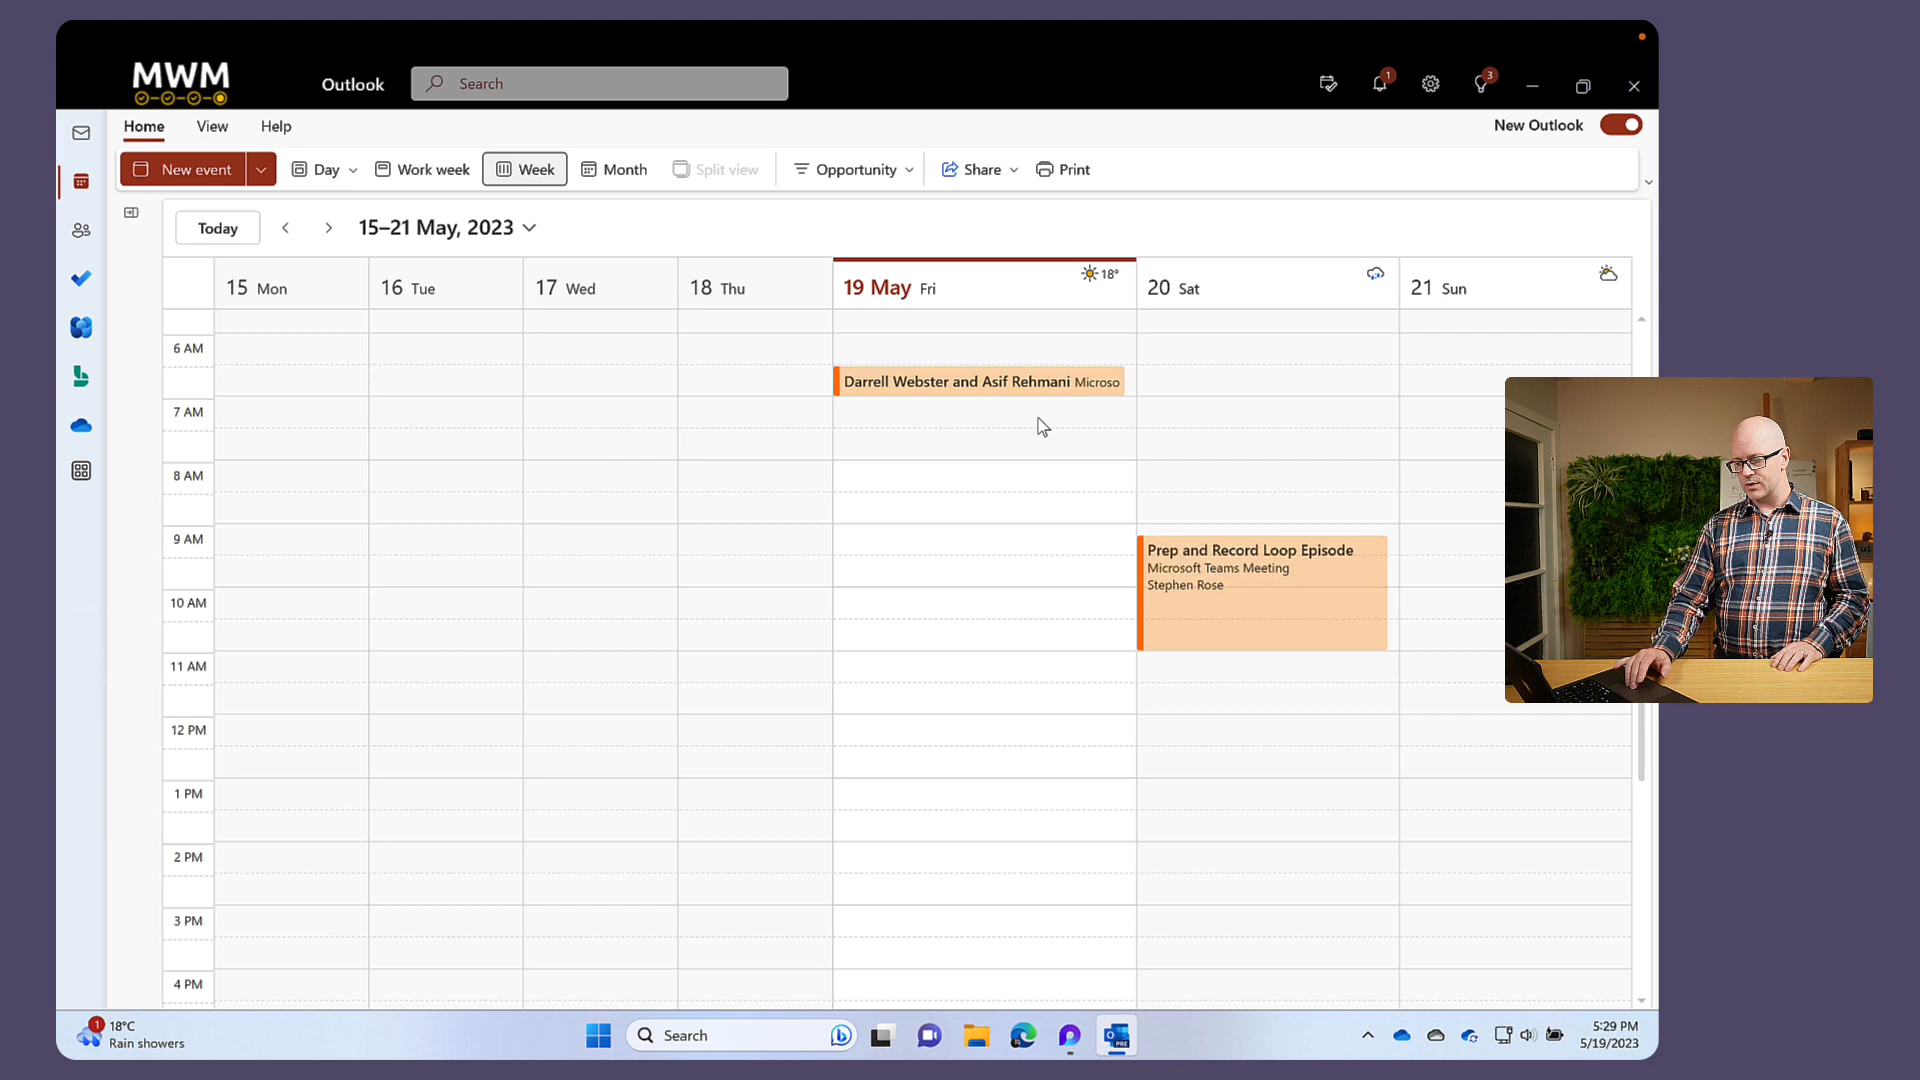 MWM
Outlook
Search
1
3
Home View Help
New Outlook
New event
Day
Work week
Week
Month
Split view
Opportunity
Share
Print
Today
15–21 May, 2023
15 Mon
16 Tue
17 Wed
18 Thu
19 May Fri
18°
20 Sat
21 Sun
6 AM
Darrell Webster and Asif Rehmani Microso
7 AM
8 AM
9 AM
Prep and Record Loop Episode
Microsoft Teams Meeting
Stephen Rose
10 AM
11 AM
12 PM
1 PM
2 PM
3 PM
4 PM
1
18°C
Rain showers
Search
PRE
5:29 PM
5/19/2023